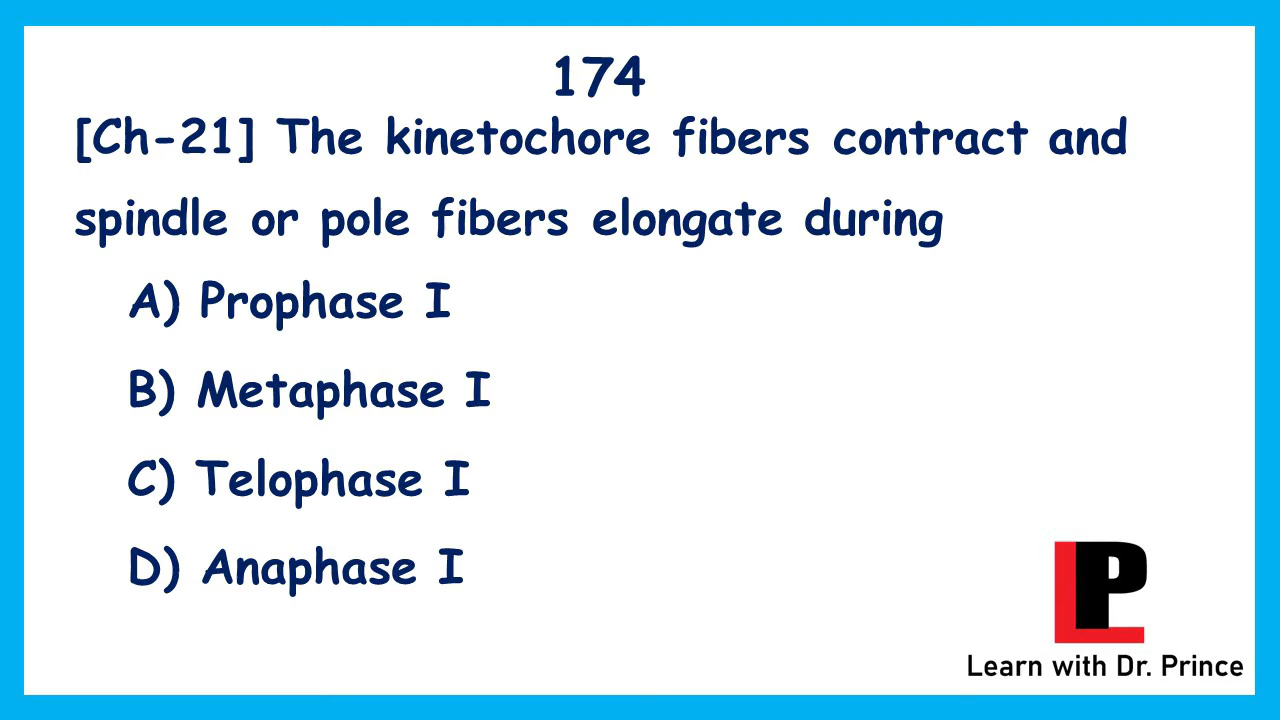 174
[Ch-21] The kinetochore fibers contract and
spindle or pole fibers elongate during
A) Prophase I
B) Metaphase I
C) Telophase I
D) Anaphase I
LP
Learn with Dr. Prince